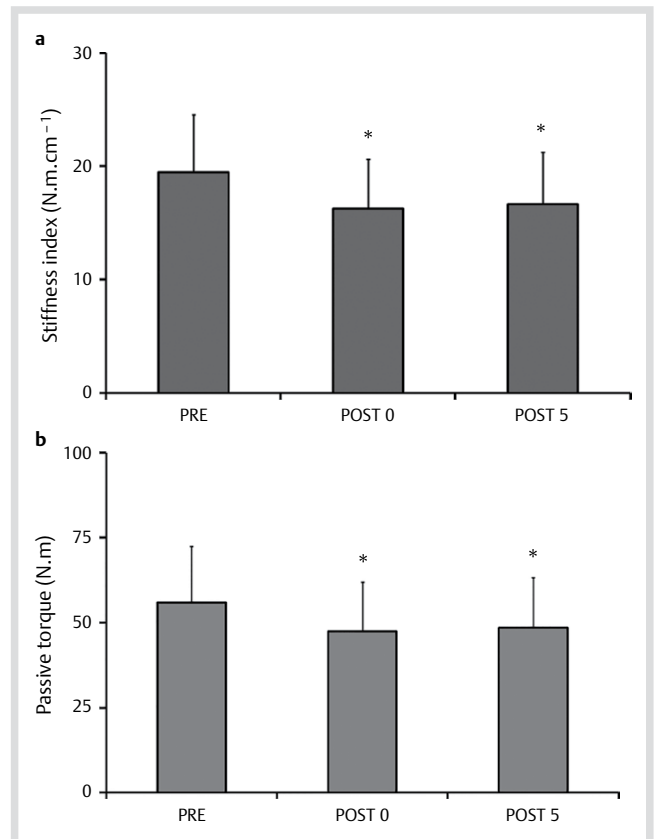 a
Stiffness index (N.m.cm⁻¹)
30
20
10
0
*
*
PRE POST 0 POST 5
b
Passive torque (N.m)
100
75
50
25
0
*
*
PRE POST 0 POST 5